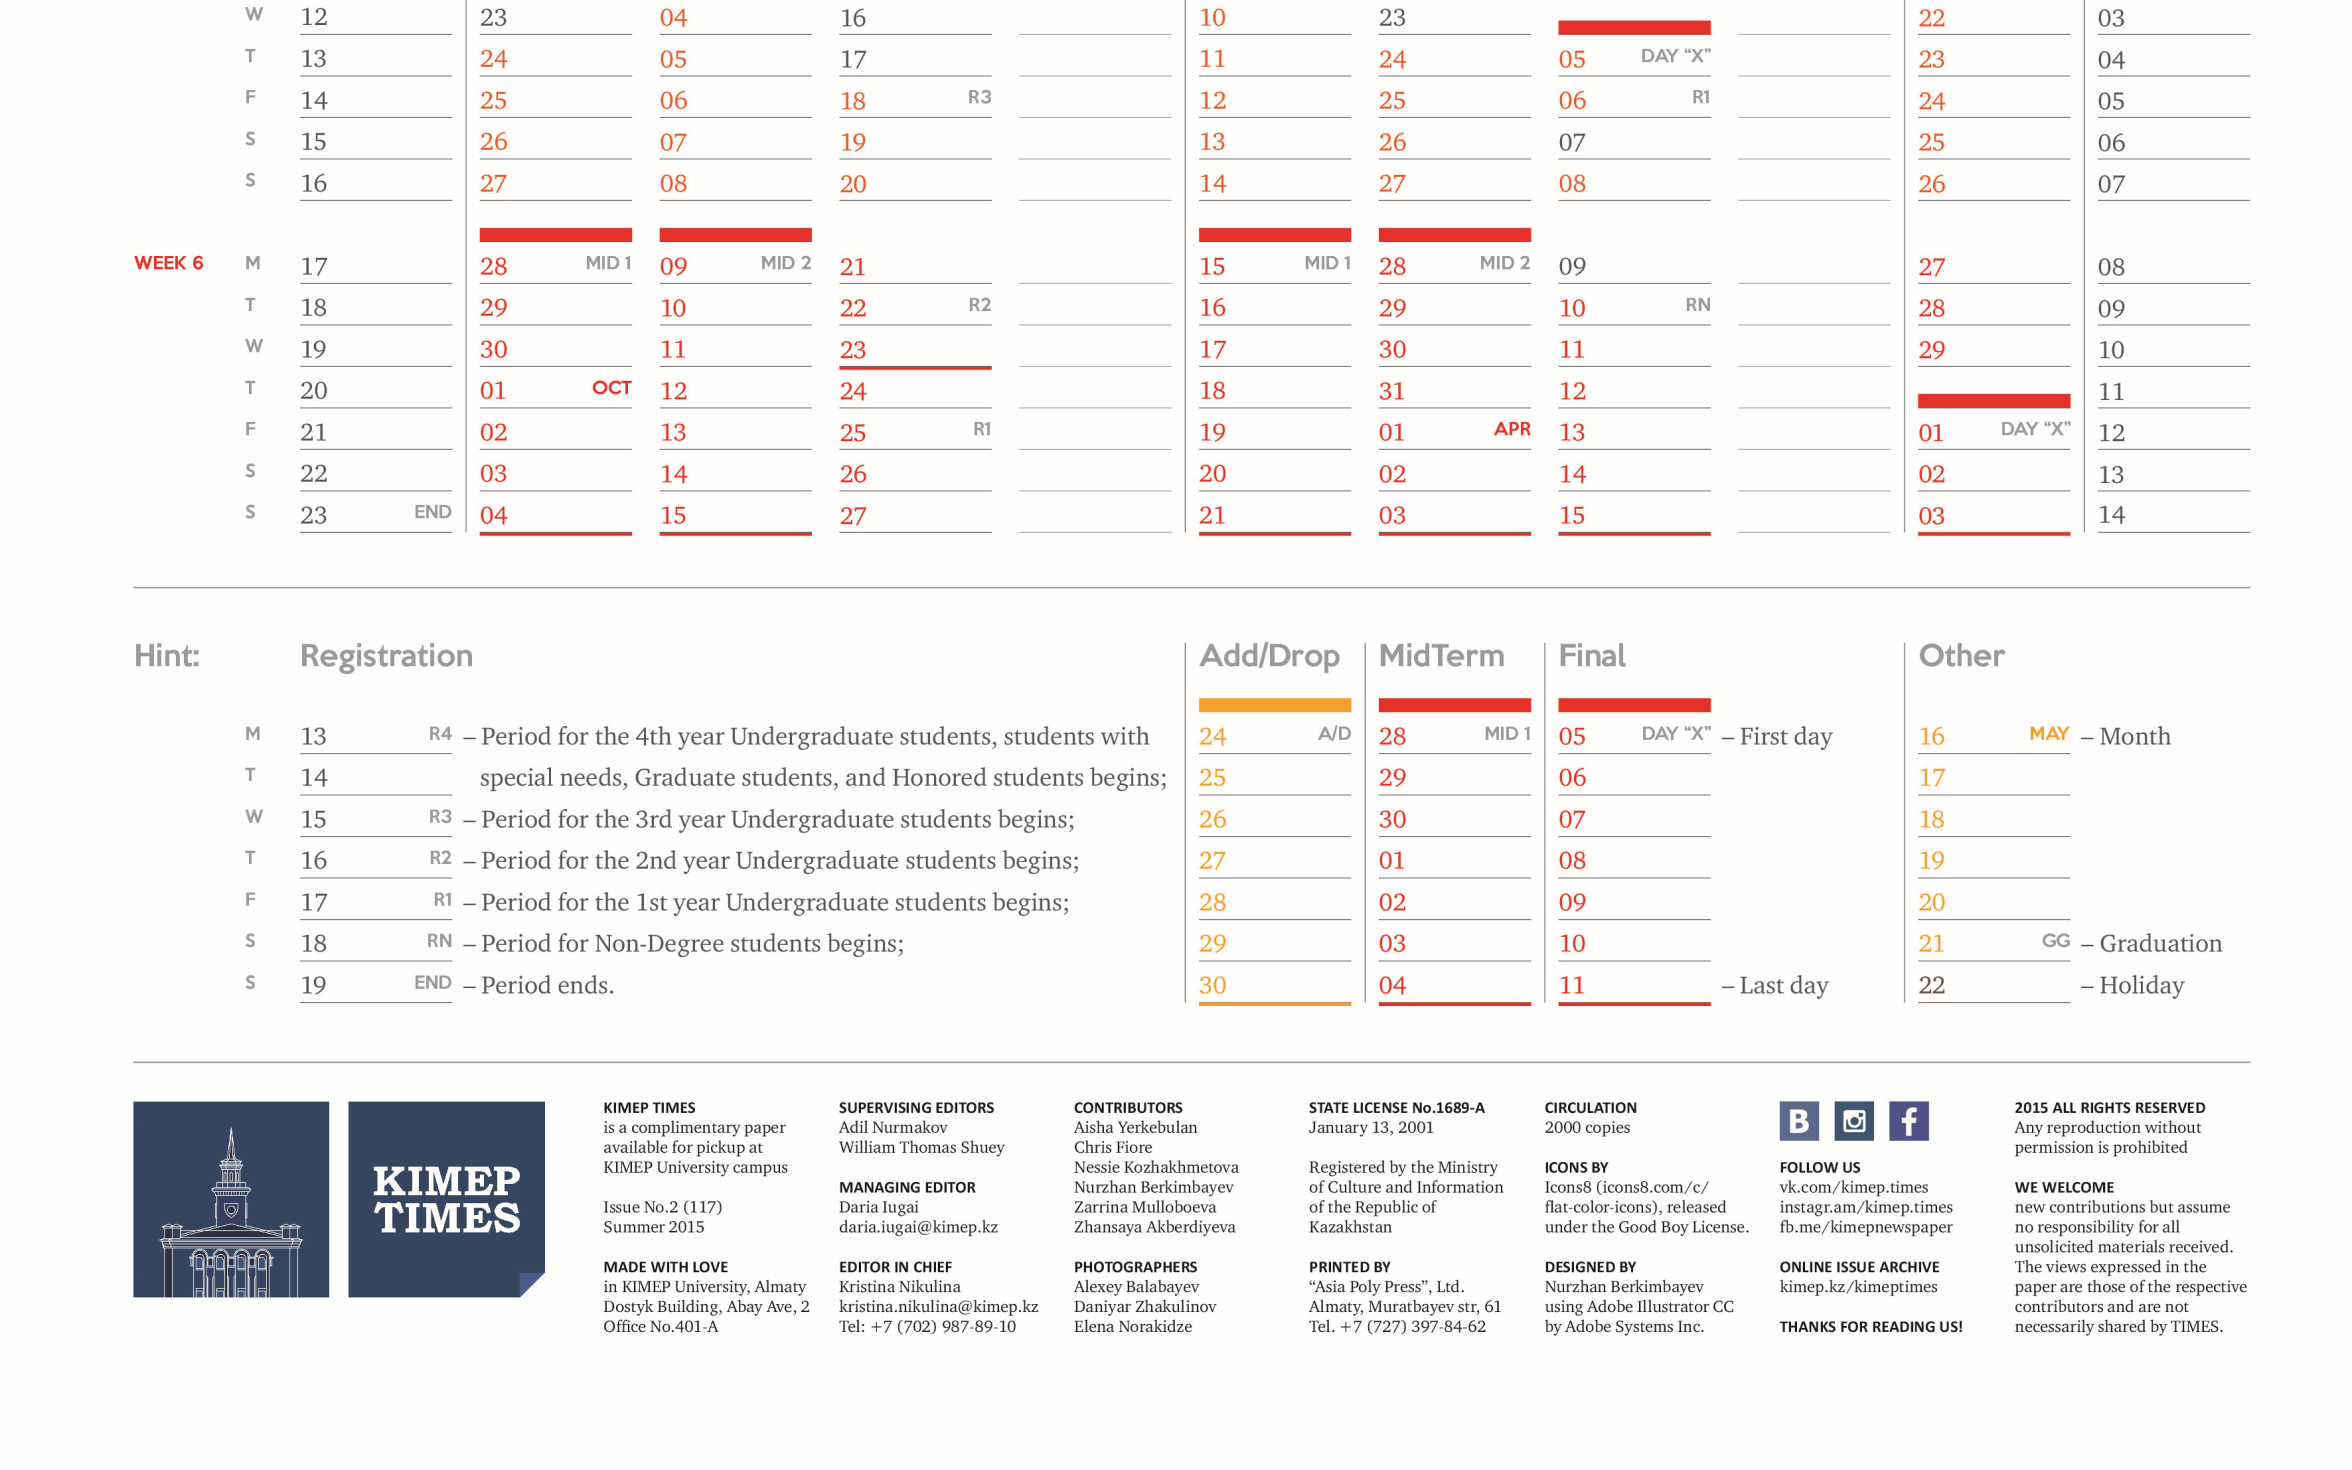 W 12 23 04 16 10 23 22 03
T 13 24 05 17 11 24 05 DAY “X” 23 04
F 14 25 06 18 R3 12 25 06 R1 24 05
S 15 26 07 19 13 26 07 25 06
S 16 27 08 20 14 27 08 26 07
WEEK 6 M 17 28 MID 1 09 MID 2 21 15 MID 1 28 MID 2 09 27 08
T 18 29 10 22 R2 16 29 10 RN 28 09
W 19 30 11 23 17 30 11 29 10
T 20 01 OCT 12 24 18 31 12 11
F 21 02 13 25 R1 19 01 APR 13 01 DAY “X” 12
S 22 03 14 26 20 02 14 02 13
S 23 END 04 15 27 21 03 15 03 14
Hint: Registration Add/Drop MidTerm Final Other
M 13 R4 – Period for the 4th year Undergraduate students, students with 24 A/D 28 MID 1 05 DAY “X” – First day 16 MAY – Month
T 14 special needs, Graduate students, and Honored students begins; 25 29 06 17
W 15 R3 – Period for the 3rd year Undergraduate students begins; 26 30 07 18
T 16 R2 – Period for the 2nd year Undergraduate students begins; 27 01 08 19
F 17 R1 – Period for the 1st year Undergraduate students begins; 28 02 09 20
S 18 RN – Period for Non-Degree students begins; 29 03 10 21 GG – Graduation
S 19 END – Period ends. 30 04 11 – Last day 22 – Holiday
KIMEP
TIMES
KIMEP TIMES
is a complimentary paper
available for pickup at
KIMEP University campus
Issue No.2 (117)
Summer 2015
MADE WITH LOVE
in KIMEP University, Almaty
Dostyk Building, Abay Ave, 2
Office No.401-A
SUPERVISING EDITORS
Adil Nurmakov
William Thomas Shuey
MANAGING EDITOR
Daria Iugai
daria.iugai@kimep.kz
EDITOR IN CHIEF
Kristina Nikulina
kristina.nikulina@kimep.kz
Tel: +7 (702) 987-89-10
CONTRIBUTORS
Aisha Yerkebulan
Chris Fiore
Nessie Kozhakhmetova
Nurzhan Berkimbayev
Zarrina Mulloboeva
Zhansaya Akberdiyeva
PHOTOGRAPHERS
Alexey Balabayev
Daniyar Zhakulinov
Elena Norakidze
STATE LICENSE No.1689-A
January 13, 2001
Registered by the Ministry
of Culture and Information
of the Republic of
Kazakhstan
PRINTED BY
“Asia Poly Press”, Ltd.
Almaty, Muratbayev str, 61
Tel. +7 (727) 397-84-62
CIRCULATION
2000 copies
ICONS BY
Icons8 (icons8.com/c/
flat-color-icons), released
under the Good Boy License.
DESIGNED BY
Nurzhan Berkimbayev
using Adobe Illustrator CC
by Adobe Systems Inc.
B f
FOLLOW US
vk.com/kimep.times
instagr.am/kimep.times
fb.me/kimepnewspaper
ONLINE ISSUE ARCHIVE
kimep.kz/kimeptimes
THANKS FOR READING US!
2015 ALL RIGHTS RESERVED
Any reproduction without
permission is prohibited
WE WELCOME
new contributions but assume
no responsibility for all
unsolicited materials received.
The views expressed in the
paper are those of the respective
contributors and are not
necessarily shared by TIMES.